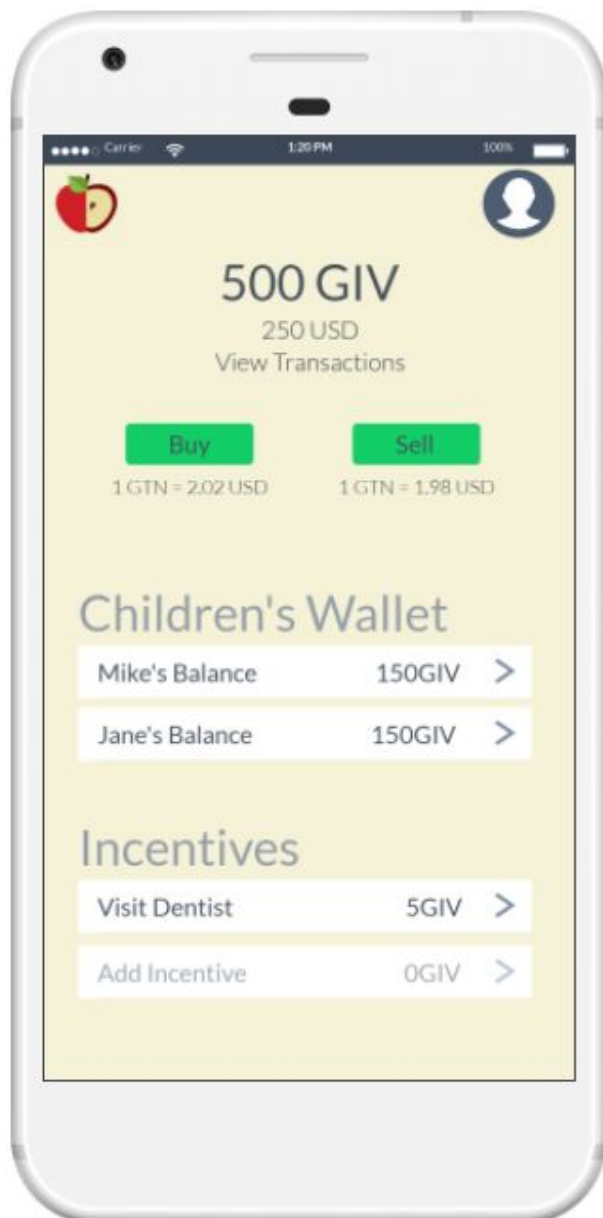 Carrier 1:20 PM 100%
500 GIV
250 USD
View Transactions
Buy Sell
1 GTN = 2.02 USD 1 GTN = 1.98 USD
Children's Wallet
Mike's Balance 150GIV >
Jane's Balance 150GIV >
Incentives
Visit Dentist 5GIV >
Add Incentive 0GIV >